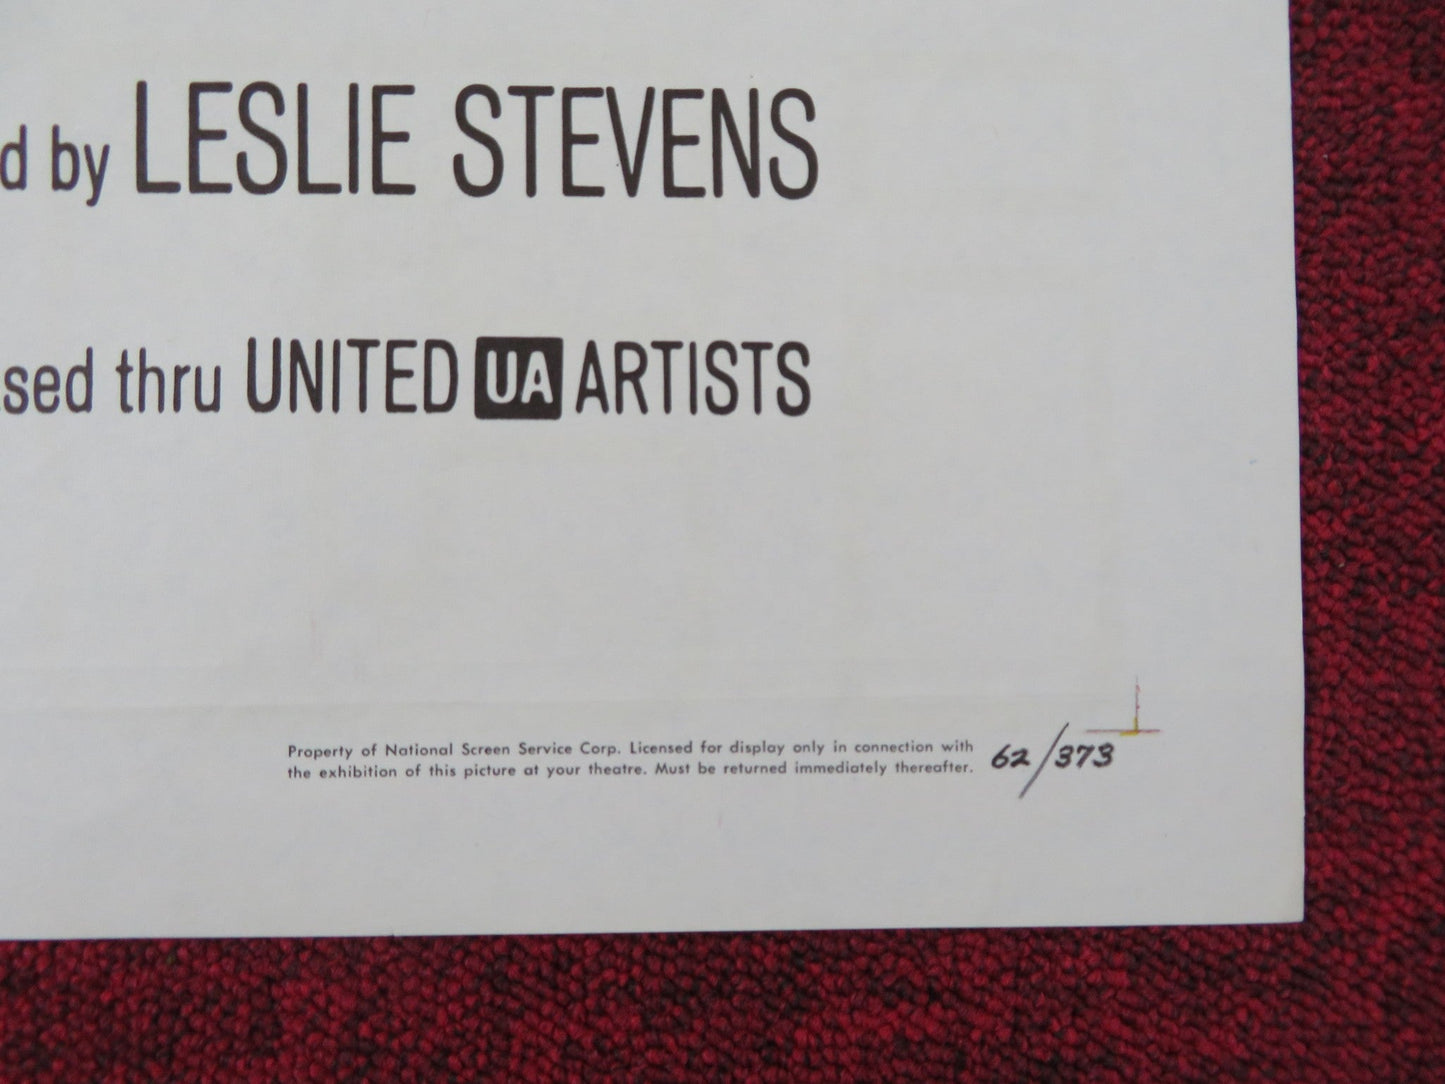 d by LESLIE STEVENS
sed thru UNITED UA ARTISTS
Property of National Screen Service Corp. Licensed for display only in connection with
the exhibition of this picture at your theatre. Must be returned immediately thereafter.
62/373